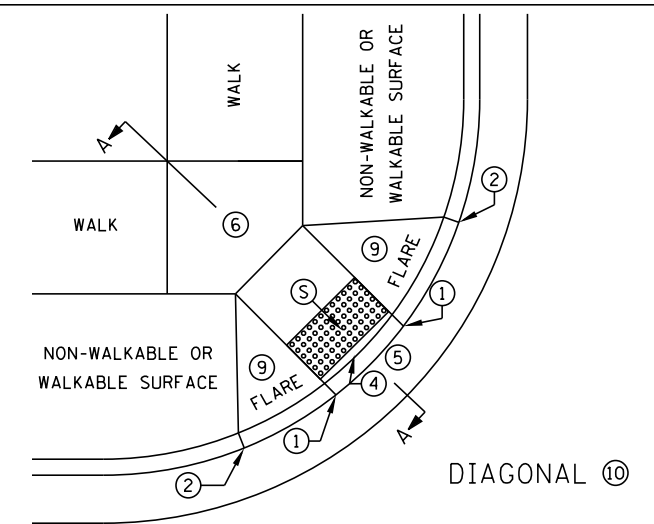 WALK
NON-WALKABLE OR
WALKABLE SURFACE
A
2
6
WALK
9
FLARE
S
1
NON-WALKABLE OR
WALKABLE SURFACE
5
9
FLARE
4
A
1
2
DIAGONAL 10